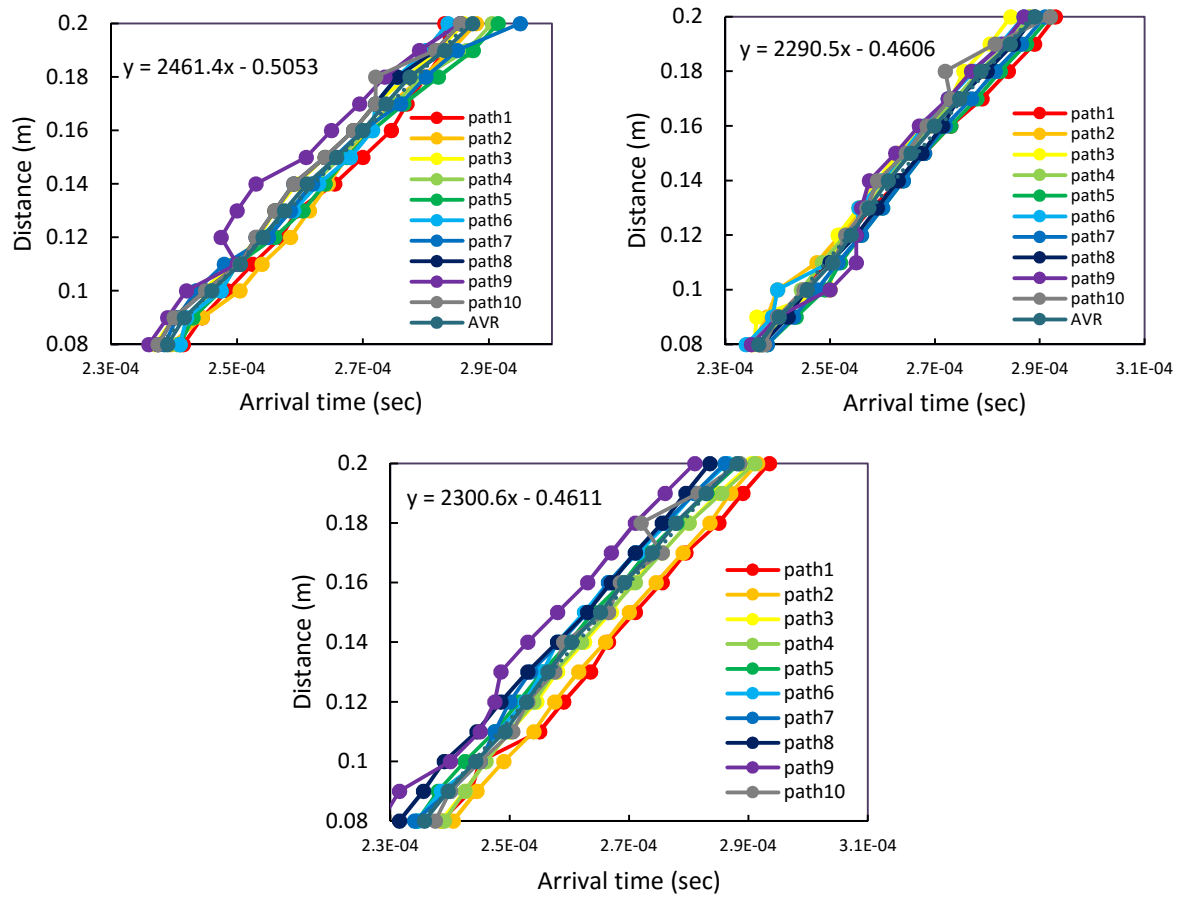 y = 2461.4x - 0.5053
Distance (m)
0.2
0.18
0.16
0.14
0.12
0.1
0.08
path1
path2
path3
path4
path5
path6
path7
path8
path9
path10
AVR
2.3E-04 2.5E-04 2.7E-04 2.9E-04
Arrival time (sec)
y = 2290.5x - 0.4606
Distance (m)
0.2
0.18
0.16
0.14
0.12
0.1
0.08
path1
path2
path3
path4
path5
path6
path7
path8
path9
path10
AVR
2.3E-04 2.5E-04 2.7E-04 2.9E-04 3.1E-04
Arrival time (sec)
y = 2300.6x - 0.4611
Distance (m)
0.2
0.18
0.16
0.14
0.12
0.1
0.08
path1
path2
path3
path4
path5
path6
path7
path8
path9
path10
2.3E-04 2.5E-04 2.7E-04 2.9E-04 3.1E-04
Arrival time (sec)